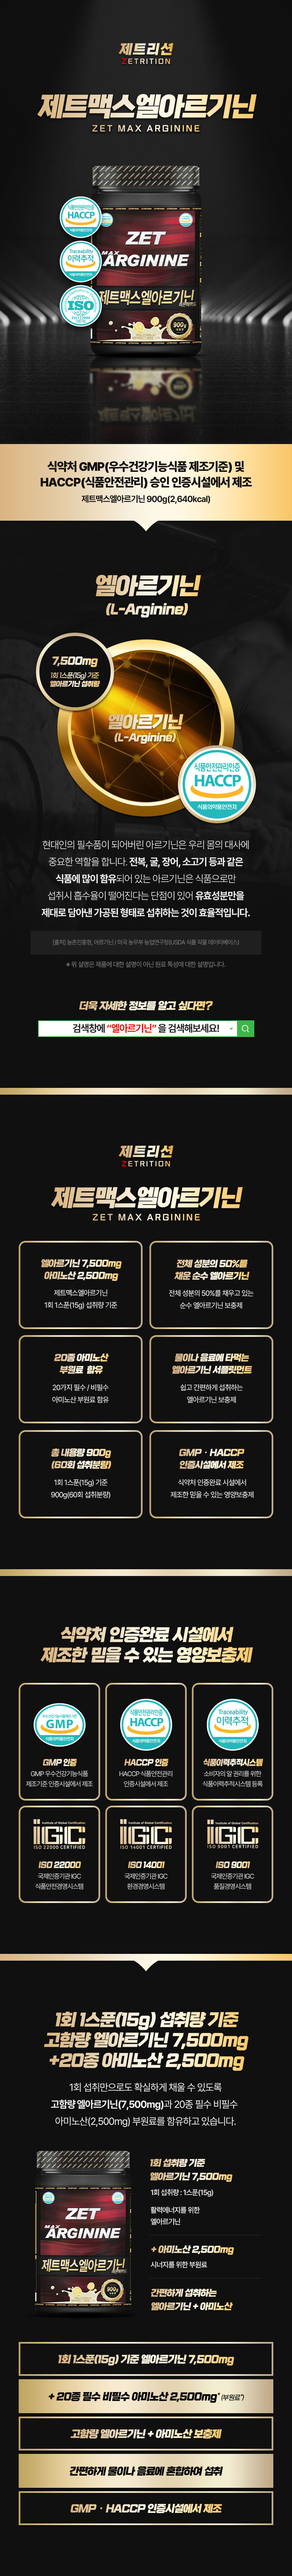 제트리션
ZETRITION
제트맥스엘아르기닌
ZET MAX ARGININE
HACCP
Traceability
이력추적
ISO
ZET
MAX
ARGININE
제트맥스엘아르기닌
900g
식약처 GMP(우수건강기능식품 제조기준) 및
HACCP(식품안전관리) 승인 인증시설에서 제조
제트맥스엘아르기닌 900g(2,640kcal)
엘아르기닌
(L-Arginine)
7,500mg
1회 1스푼(15g) 기준
엘아르기닌 섭취량
엘아르기닌
(L-Arginine)
식품안전관리인증
HACCP
식품의약품안전처
현대인의 필수품이 되어버린 아르기닌은 우리 몸의 대사에
중요한 역할을 합니다. 전복, 굴, 장어, 소고기 등과 같은
식품에 많이 함유되어 있는 아르기닌은 식품으로만
섭취시 흡수율이 떨어진다는 단점이 있어 유효성분만을
제대로 담아낸 가공된 형태로 섭취하는 것이 효율적입니다.
[출처] 농촌진흥청, 아르기닌 / 미국 농무부 농업연구청(USDA 식품 작물 데이터베이스)
※위 설명은 제품에 대한 설명이 아닌 원료 특성에 대한 설명입니다.
더욱 자세한 정보를 알고 싶다면?
검색창에 "엘아르기닌" 을 검색해보세요!
제트리션
ZETRITION
제트맥스엘아르기닌
ZET MAX ARGININE
엘아르기닌 7,500mg
아미노산 2,500mg
제트맥스엘아르기닌
1회 1스푼(15g) 섭취량 기준
전체 성분의 50%를
채운 순수 엘아르기닌
전체 성분의 50%를 채우고 있는
순수 엘아르기닌 보충제
20종 아미노산
부원료 함유
20가지 필수 / 비필수
아미노산 부원료 함유
물이나 음료에 타먹는
엘아르기닌 서플릿먼트
쉽고 간편하게 섭취하는
엘아르기닌 보충제
총 내용량 900g
(60회 섭취분량)
1회 1스푼(15g) 기준
900g(60회 섭취분량)
GMP · HACCP
인증시설에서 제조
식약처 인증완료 시설에서
제조한 믿을 수 있는 영양보충제
식약처 인증완료 시설에서
제조한 믿을 수 있는 영양보충제
GMP
식품의약품안전처
식품안전관리인증
HACCP
식품의약품안전처
Traceability
이력추적
식품의약품안전처
GMP 인증
GMP 우수건강기능식품
제조기준 인증시설에서 제조
HACCP 인증
HACCP 식품안전관리
인증시설에서 제조
식품이력추적시스템
소비자의 알 권리를 위한
식품이력추적시스템 등록
Institute of Global Certification
IGC
ISO 22000 CERTIFIED
Institute of Global Certification
IGC
ISO 14001 CERTIFIED
Institute of Global Certification
IGC
ISO 9001 CERTIFIED
ISO 22000
국제인증기관 IGC
식품안전경영시스템
ISO 14001
국제인증기관 IGC
환경경영시스템
ISO 9001
국제인증기관 IGC
품질경영시스템
1회 1스푼(15g) 섭취량 기준
고함량 엘아르기닌 7,500mg
+20종 아미노산 2,500mg
1회 섭취만으로도 확실하게 채울 수 있도록
고함량 엘아르기닌(7,500mg)과 20종 필수 비필수
아미노산(2,500mg) 부원료를 함유하고 있습니다.
ZET
MAX
ARGININE
제트맥스엘아르기닌
900g
1회 섭취량 기준
엘아르기닌 7,500mg
1회 섭취량 : 1스푼(15g)
활력에너지를 위한
엘아르기닌
+ 아미노산 2,500mg
시너지를 위한 부원료
간편하게 섭취하는
엘아르기닌 + 아미노산
1회 1스푼(15g) 기준 엘아르기닌 7,500mg
+ 20종 필수 비필수 아미노산 2,500mg* (부원료*)
고함량 엘아르기닌 + 아미노산 보충제
간편하게 물이나 음료에 혼합하여 섭취
GMP · HACCP 인증시설에서 제조